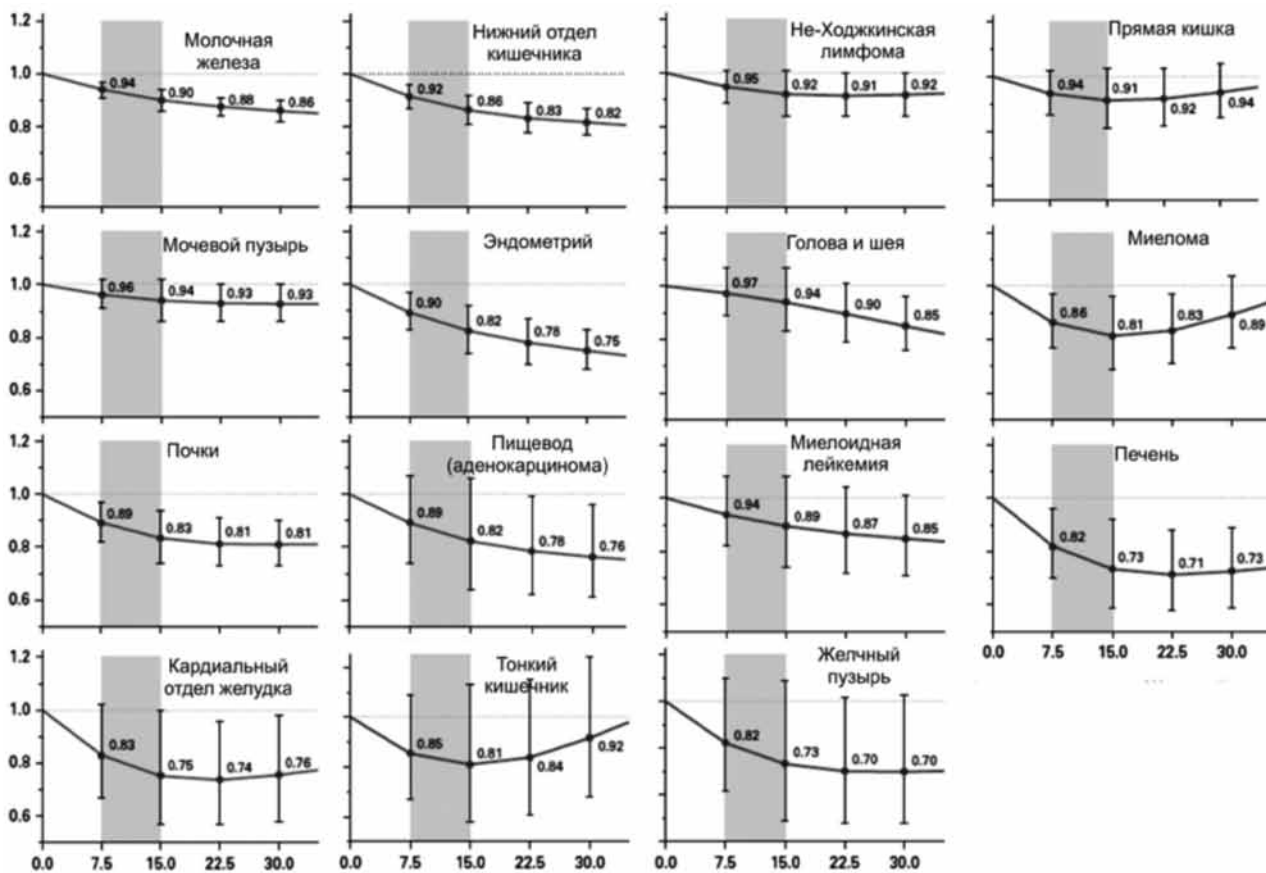 1.2
1.0
0.8
0.6
Молочная
железа
0.94
0.90
0.88
0.86
Нижний отдел
кишечника
0.92
0.86
0.83
0.82
Не-Ходжкинская
лимфома
0.95
0.92
0.91
0.92
Прямая кишка
0.94
0.91
0.92
0.94
1.2
1.0
0.8
0.6
Мочевой пузырь
0.96
0.94
0.93
0.93
Эндометрий
0.90
0.82
0.78
0.75
Голова и шея
0.97
0.94
0.90
0.85
Миелома
0.86
0.81
0.83
0.89
1.2
1.0
0.8
0.6
Почки
0.89
0.83
0.81
0.81
Пищевод
(аденокарцинома)
0.89
0.82
0.78
0.76
Миелоидная
лейкемия
0.94
0.89
0.87
0.85
Печень
0.82
0.73
0.71
0.73
0.0 7.5 15.0 22.5 30.0
1.2
1.0
0.8
0.6
Кардиальный
отдел желудка
0.83
0.75
0.74
0.76
0.0 7.5 15.0 22.5 30.0
Тонкий
кишечник
0.85
0.81
0.84
0.92
0.0 7.5 15.0 22.5 30.0
Желчный
пузырь
0.82
0.73
0.70
0.70
0.0 7.5 15.0 22.5 30.0